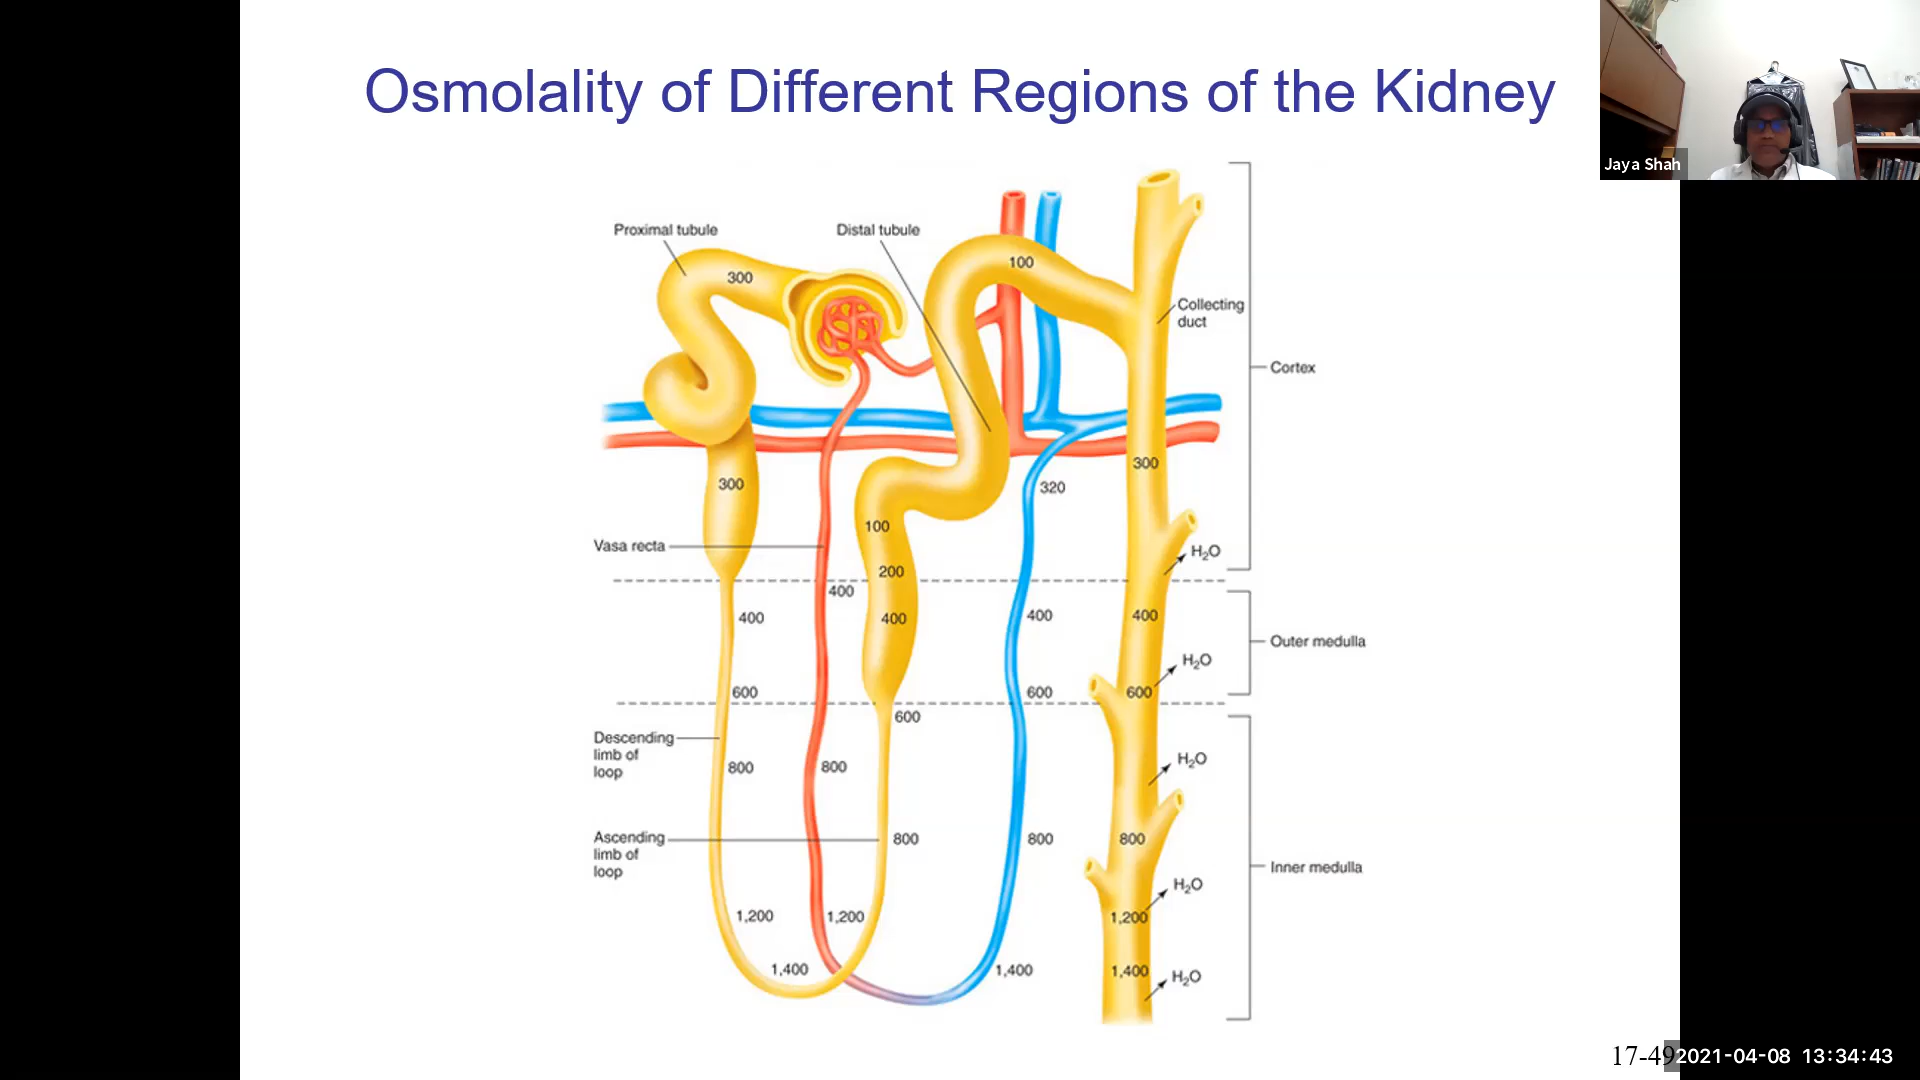 Osmolality of Different Regions of the Kidney
Jaya Shah
Proximal tubule
Distal tubule
300
100
Collecting
duct
Cortex
300
300
320
100
Vasa recta
H₂O
200
400
400
400
400
400
Outer medulla
H₂O
600
600
600
600
Descending
limb of
loop
H₂O
800
800
Ascending
limb of
loop
800
800
800
Inner medulla
H₂O
1,200
1,200
1,200
1,400
1,400
1,400
H₂O
17-49
2021-04-08 13:34:43